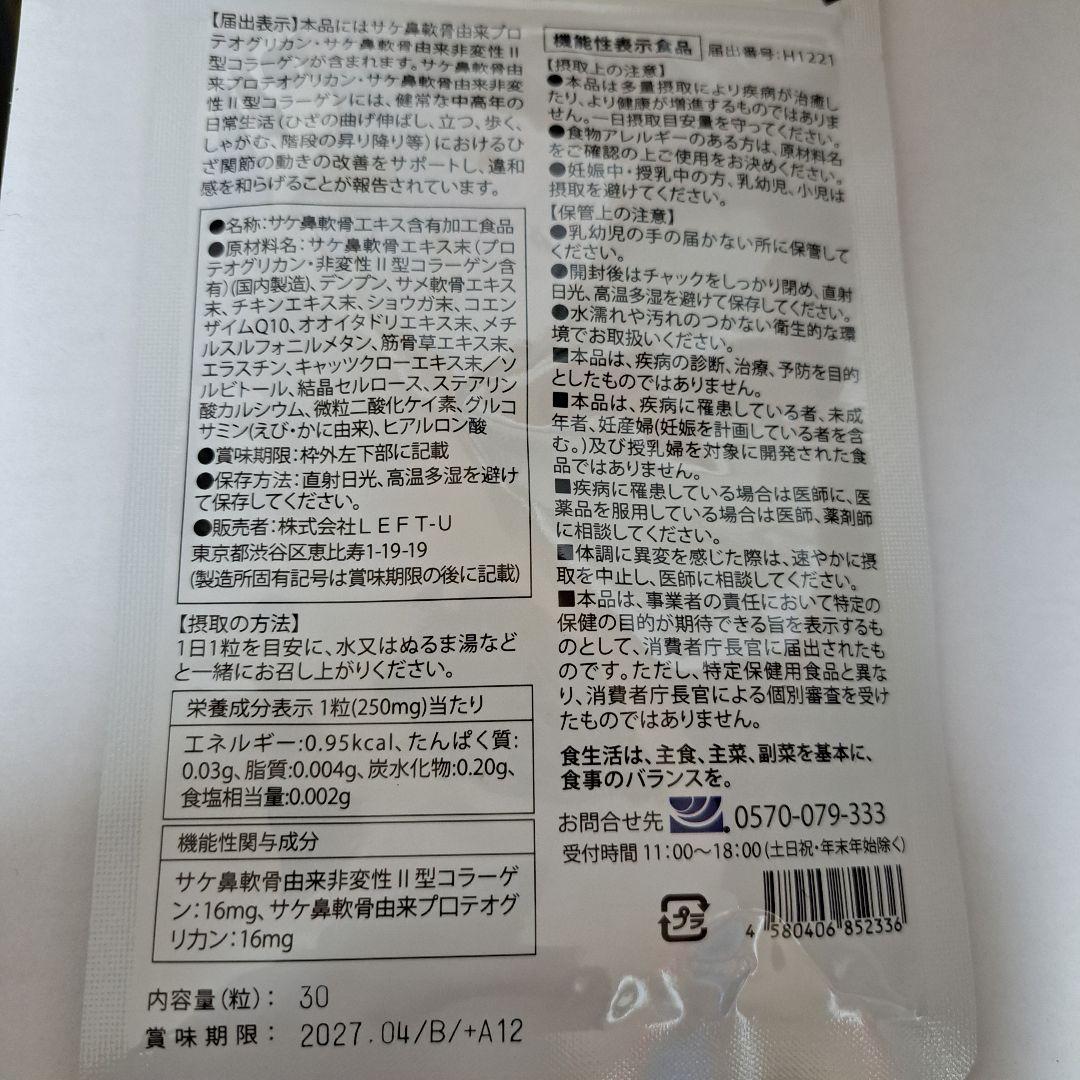 【届出表示】本品にはサケ鼻軟骨由来プロ
テオグリカン・サケ鼻軟骨由来非変性Ⅱ
型コラーゲンが含まれます。サケ鼻軟骨由
来プロテオグリカン・サケ鼻軟骨由来非変
性Ⅱ型コラーゲンには、健常な中高年の
日常生活(ひざの曲げ伸ばし、立つ、歩く、
しゃがむ、階段の昇り降り等)におけるひ
ざ関節の動きの改善をサポートし、違和
感を和らげることが報告されています。
●名称:サケ鼻軟骨エキス含有加工食品
●原材料名:サケ鼻軟骨エキス末(プロ
テオグリカン・非変性Ⅱ型コラーゲン含
有)(国内製造)、デンプン、サメ軟骨エキス
末、チキンエキス末、ショウガ末、コエン
ザイムQ10、オオイタドリエキス末、メチ
ルスルフォニルメタン、筋骨草エキス末、
エラスチン、キャッツクローエキス末/ソ
ルビトール、結晶セルロース、ステアリン
酸カルシウム、微粒二酸化ケイ素、グルコ
サミン(えび・かに由来)、ヒアルロン酸
●賞味期限:枠外左下部に記載
●保存方法:直射日光、高温多湿を避け
て保存してください。
●販売者:株式会社LEFT-U
東京都渋谷区恵比寿1-19-19
(製造所固有記号は賞味期限の後に記載)
【摂取の方法】
1日1粒を目安に、水又はぬるま湯など
と一緒にお召し上がりください。
栄養成分表示 1粒(250mg)当たり
エネルギー:0.95kcal、たんぱく質:
0.03g、脂質:0.004g、炭水化物:0.20g、
食塩相当量:0.002g
機能性関与成分
サケ鼻軟骨由来非変性Ⅱ型コラーゲ
ン:16mg、サケ鼻軟骨由来プロテオグ
リカン:16mg
内容量(粒): 30
賞味期限: 2027.04/B/+A12
機能性表示食品 届出番号:H1221
【摂取上の注意】
●本品は多量摂取により疾病が治癒し
たり、より健康が増進するものではありま
せん。一日摂取目安量を守ってください。
●食物アレルギーのある方は、原材料名
をご確認の上ご使用をお決めください。
●妊娠中・授乳中の方、乳幼児、小児は
摂取を避けてください。
【保管上の注意】
●乳幼児の手の届かない所に保管して
ください。
●開封後はチャックをしっかり閉め、直射
日光、高温多湿を避けて保存してください。
●水濡れや汚れのつかない衛生的な環
境でお取扱いください。
■本品は、疾病の診断、治療、予防を目的
としたものではありません。
■本品は、疾病に罹患している者、未成
年者、妊産婦(妊娠を計画している者を含
む。)及び授乳婦を対象に開発された食
品ではありません。
■疾病に罹患している場合は医師に、医
薬品を服用している場合は医師、薬剤師
に相談してください。
■体調に異変を感じた際は、速やかに摂
取を中止し、医師に相談してください。
■本品は、事業者の責任において特定の
保健の目的が期待できる旨を表示するも
のとして、消費者庁長官に届出されたも
のです。ただし、特定保健用食品と異な
り、消費者庁長官による個別審査を受け
たものではありません。
食生活は、主食、主菜、副菜を基本に、
食事のバランスを。
お問合せ先 0570-079-333
受付時間 11:00〜18:00(土日祝・年末年始除く)
プラ
4 580406 852336